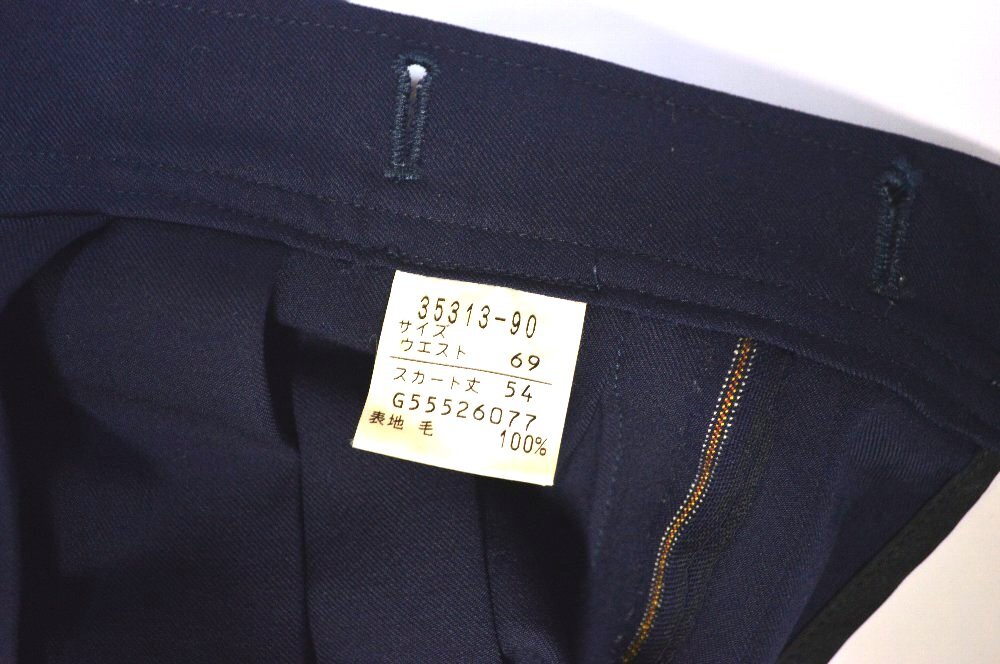 35313-90
サイズ
ウエスト 69
スカート丈 54
G55526077
表地 毛 100%